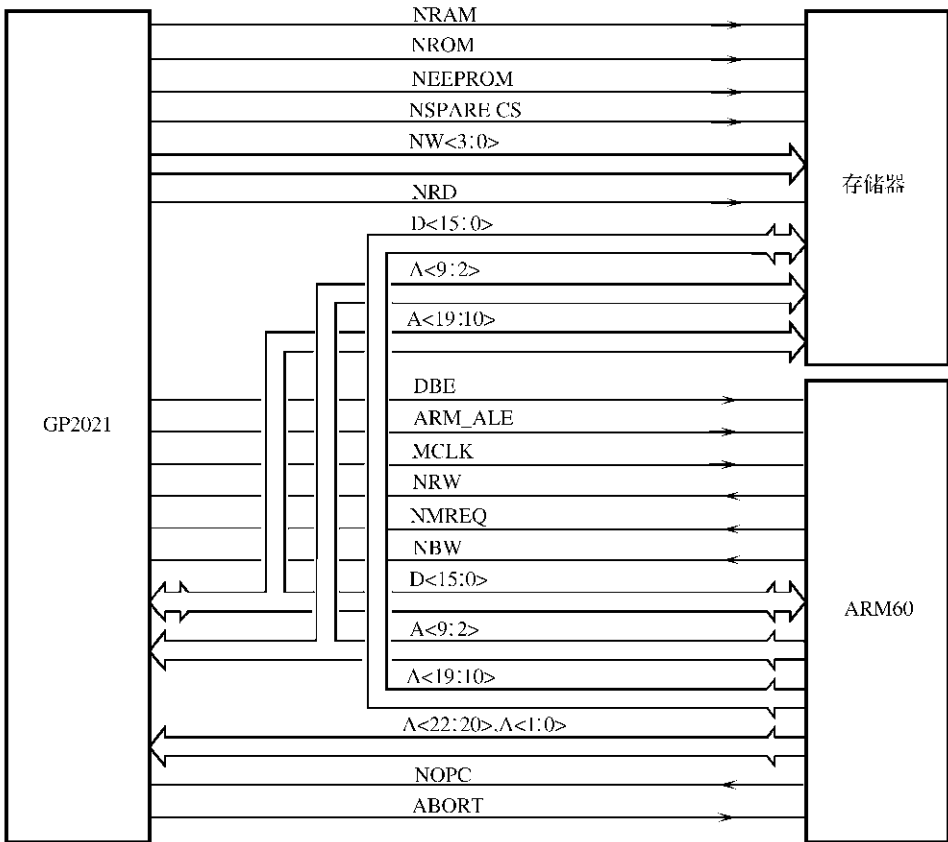 NRAM
NROM
NEEPROM
NSPARE CS
NW<3:0>
NRD
D<15:0>
A<9:2>
A<19:10>
存储器
GP2021
DBE
ARM_ALE
MCLK
NRW
NMREQ
NBW
D<15:0>
A<9:2>
A<19:10>
A<22:20>,A<1:0>
NOPC
ABORT
ARM60